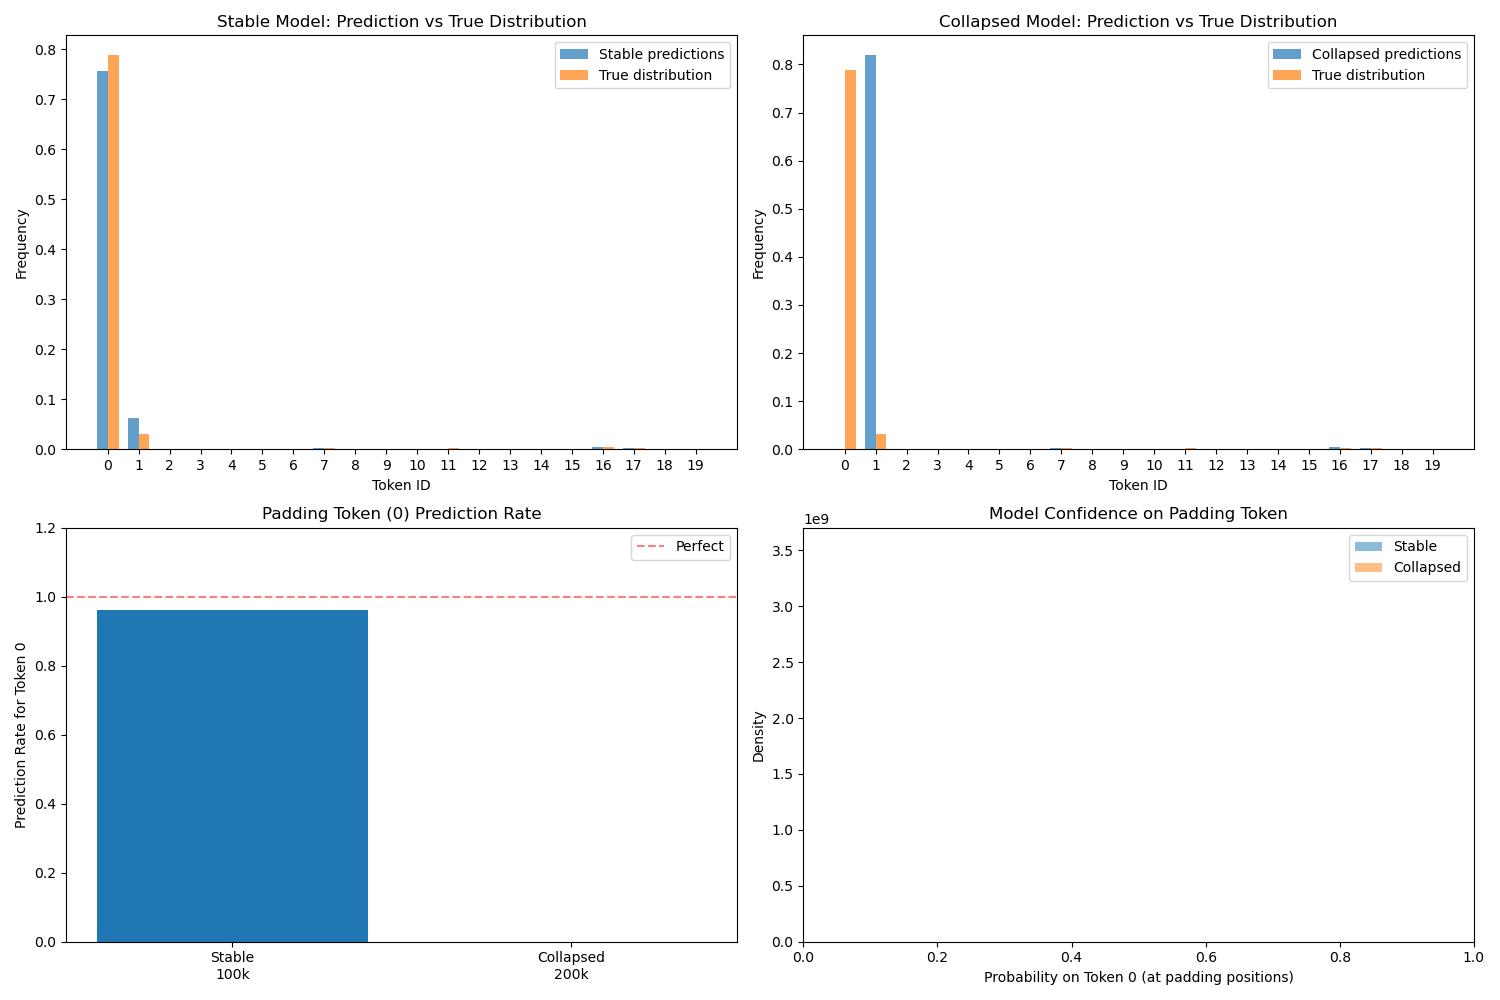 Stable Model: Prediction vs True Distribution
Stable predictions
True distribution
0.8
0.7
0.6
0.5
0.4
0.3
0.2
0.1
0.0
Frequency
0 1 2 3 4 5 6 7 8 9 10 11 12 13 14 15 16 17 18 19
Token ID
Collapsed Model: Prediction vs True Distribution
Collapsed predictions
True distribution
0.8
0.7
0.6
0.5
0.4
0.3
0.2
0.1
0.0
Frequency
0 1 2 3 4 5 6 7 8 9 10 11 12 13 14 15 16 17 18 19
Token ID
Padding Token (0) Prediction Rate
Perfect
1.2
1.0
0.8
0.6
0.4
0.2
0.0
Prediction Rate for Token 0
Stable
100k
Collapsed
200k
Model Confidence on Padding Token
1e9
Stable
Collapsed
3.5
3.0
2.5
2.0
1.5
1.0
0.5
0.0
Density
0.0 0.2 0.4 0.6 0.8 1.0
Probability on Token 0 (at padding positions)